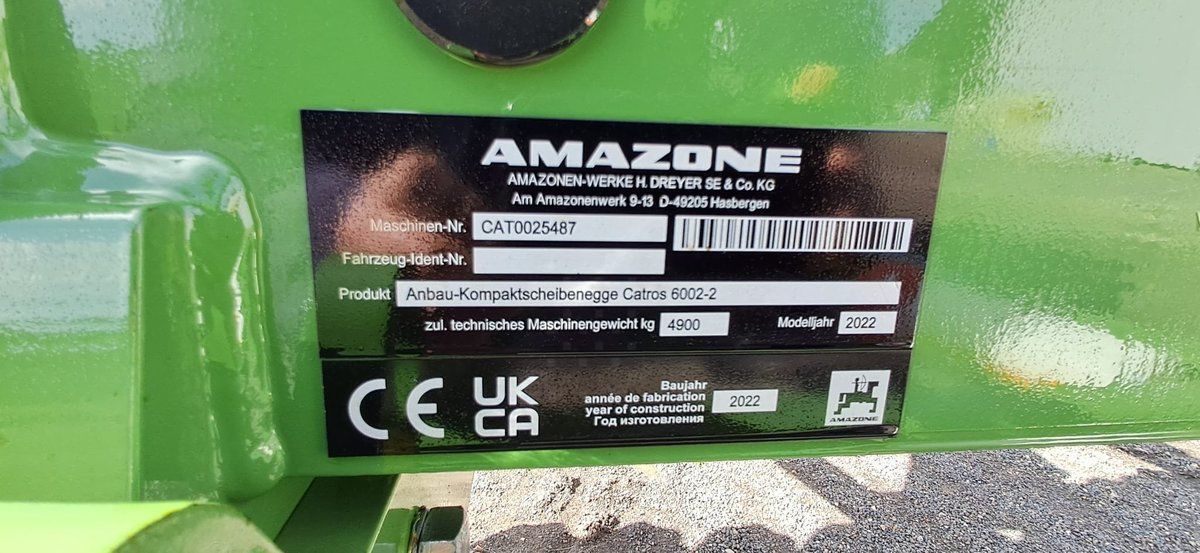 AMAZONE
AMAZONEN-WERKE H. DREYER SE & Co. KG
Am Amazonenwerk 9-13 D-49205 Hasbergen
Maschinen-Nr. CAT0025487
Fahrzeug-Ident-Nr.
Produkt Anbau-Kompaktscheibenegge Catros 6002-2
zul. technisches Maschinengewicht kg 4900 Modelljahr 2022
CE UK CA
Baujahr
année de fabrication
year of construction 2022
Год изготовления
AMAZONE